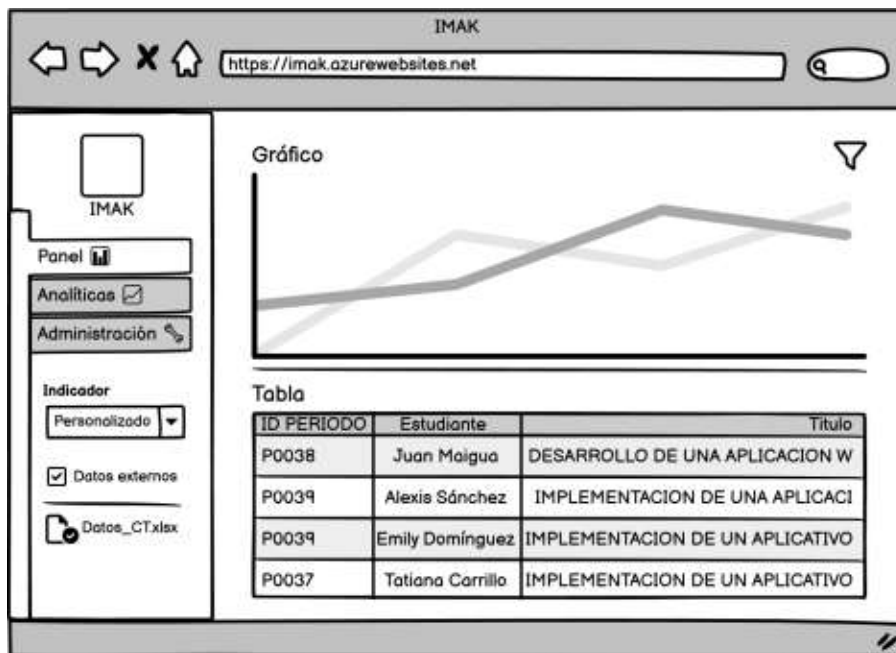 IMAK
https://imak.azurewebsites.net
IMAK
Panel
Analíticas
Administración
Indicador
Personalizado
Datos externos
Datos_CT.xlsx
Gráfico
Tabla
ID PERIODO Estudiante Titulo
P0038 Juan Maigua DESARROLLO DE UNA APLICACION W
P0039 Alexis Sánchez IMPLEMENTACION DE UNA APLICACI
P0039 Emily Domínguez IMPLEMENTACION DE UN APLICATIVO
P0037 Tatiana Carrillo IMPLEMENTACION DE UN APLICATIVO